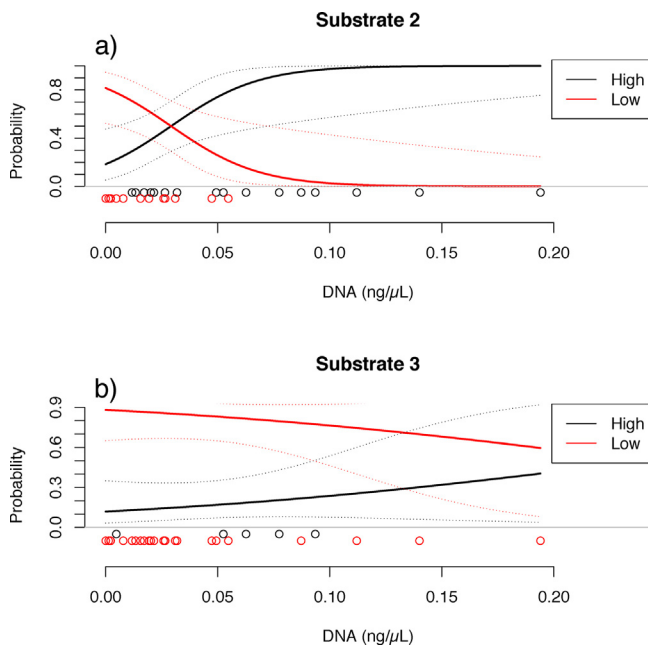 Substrate 2
a)
High
Low
Probability
0.8
0.4
0.0
0.00 0.05 0.10 0.15 0.20
DNA (ng/µL)
Substrate 3
b)
High
Low
Probability
0.9
0.6
0.3
0.0
0.00 0.05 0.10 0.15 0.20
DNA (ng/µL)